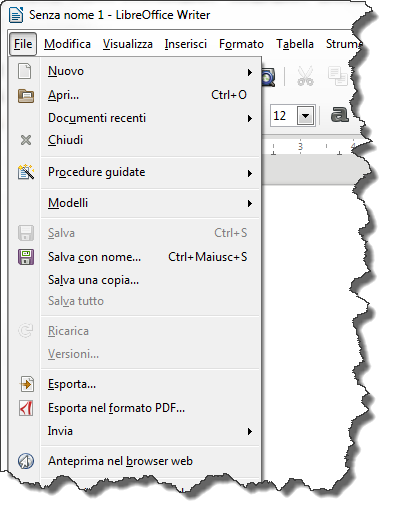 Senza nome 1 - LibreOffice Writer
File Modifica Visualizza Inserisci Formato Tabella Strume
Nuovo
Apri... Ctrl+O
Documenti recenti
Chiudi
12 a
Procedure guidate
3
Modelli
Salva Ctrl+S
Salva con nome... Ctrl+Maiusc+S
Salva una copia...
Salva tutto
Ricarica
Versioni...
Esporta...
Esporta nel formato PDF...
Invia
Anteprima nel browser web